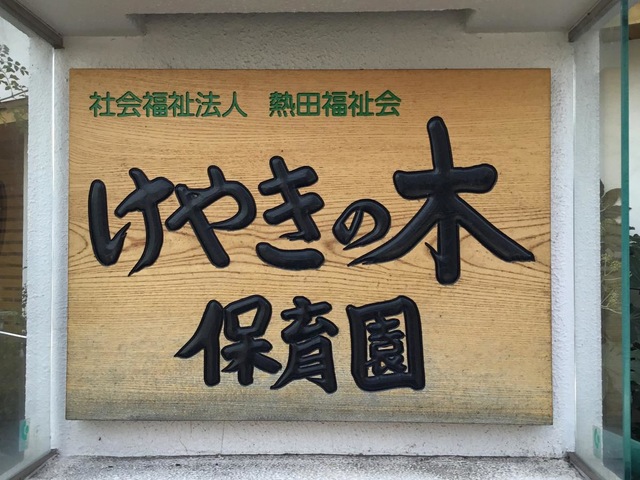 社会福祉法人　熱田福祉会
けやきの木
保育園